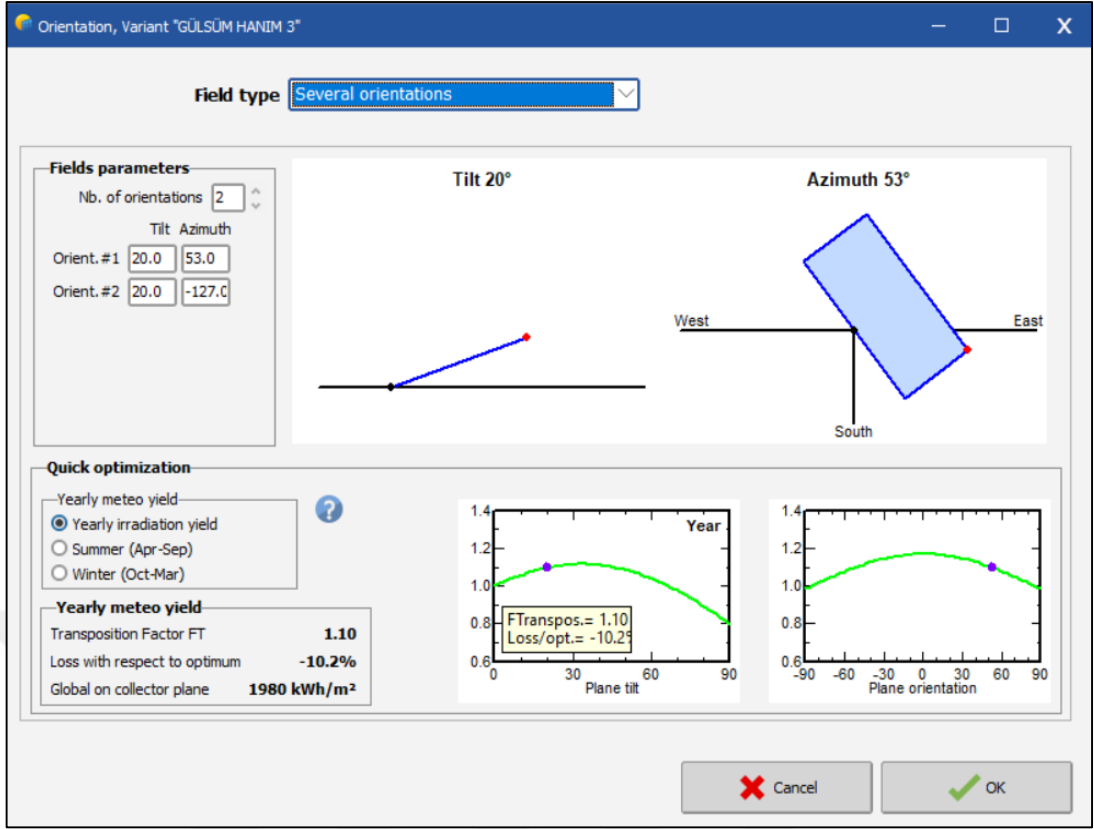 Orientation, Variant "GÜLSÜM HANIM 3"
Field type Several orientations
Fields parameters
Nb. of orientations 2
Tilt Azimuth
Orient.#1 20.0 53.0
Orient.#2 20.0 -127.0
Tilt 20°
Azimuth 53°
West
East
South
Quick optimization
Yearly meteo yield
Yearly irradiation yield
Summer (Apr-Sep)
Winter (Oct-Mar)
?
Yearly meteo yield
Transposition Factor FT 1.10
Loss with respect to optimum -10.2%
Global on collector plane 1980 kWh/m²
Year
1.4
1.2
1.0
0.8
0.6
FTranspos.= 1.10
Loss/opt.= -10.2%
0 30 60 90
Plane tilt
1.4
1.2
1.0
0.8
0.6
-90 -60 -30 0 30 60 90
Plane orientation
Cancel
OK